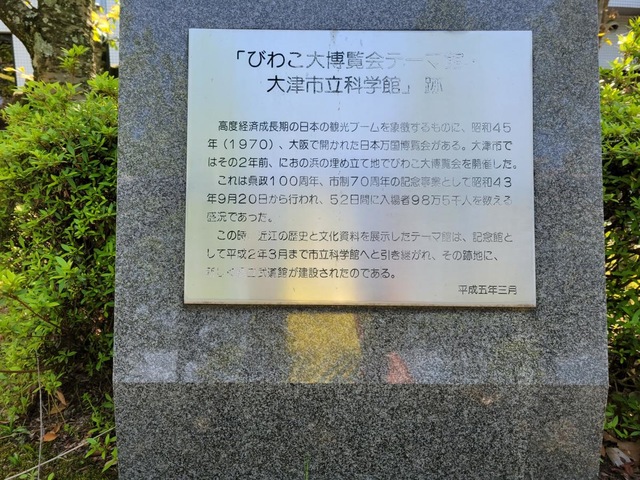 「びわこ大博覧会テーマ館・
大津市立科学館」跡
高度経済成長期の日本の観光ブームを象徴するものに、昭和45
年(1970)、大阪で開かれた日本万国博覧会がある。大津市で
はその2年前、におの浜の埋め立て地でびわこ大博覧会を開催した。
これは県政100周年、市制70周年の記念事業として昭和43
年9月20日から行われ、52日間に入場者98万5千人を数える
盛況であった。
この時 近江の歴史と文化資料を展示したテーマ館は、記念館と
して平和2年3月まで市立科学館へと引き継がれ、その跡地に、
武道館が建設されたのである。
平成五年三月